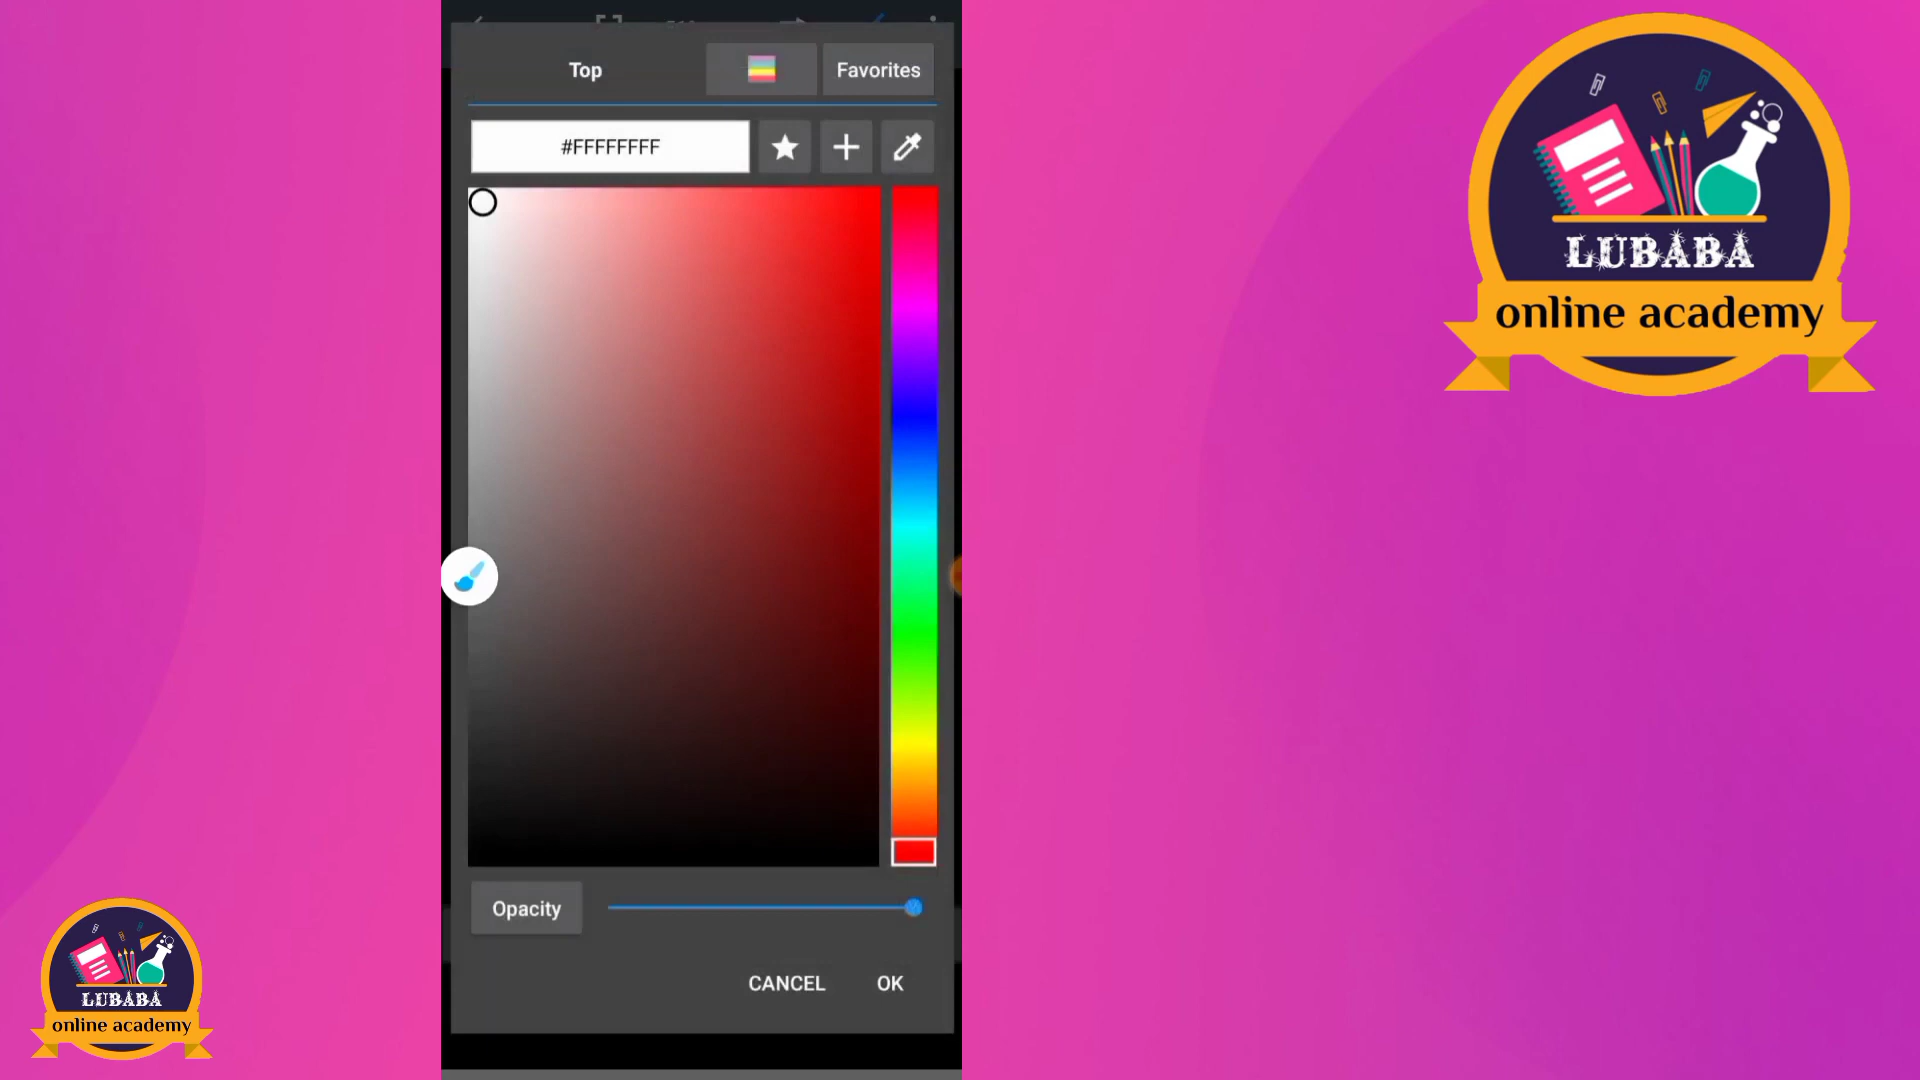 Top
Favorites
#FFFFFFFF
Opacity
CANCEL
OK
LUBABA
online academy
LUBABA
online academy